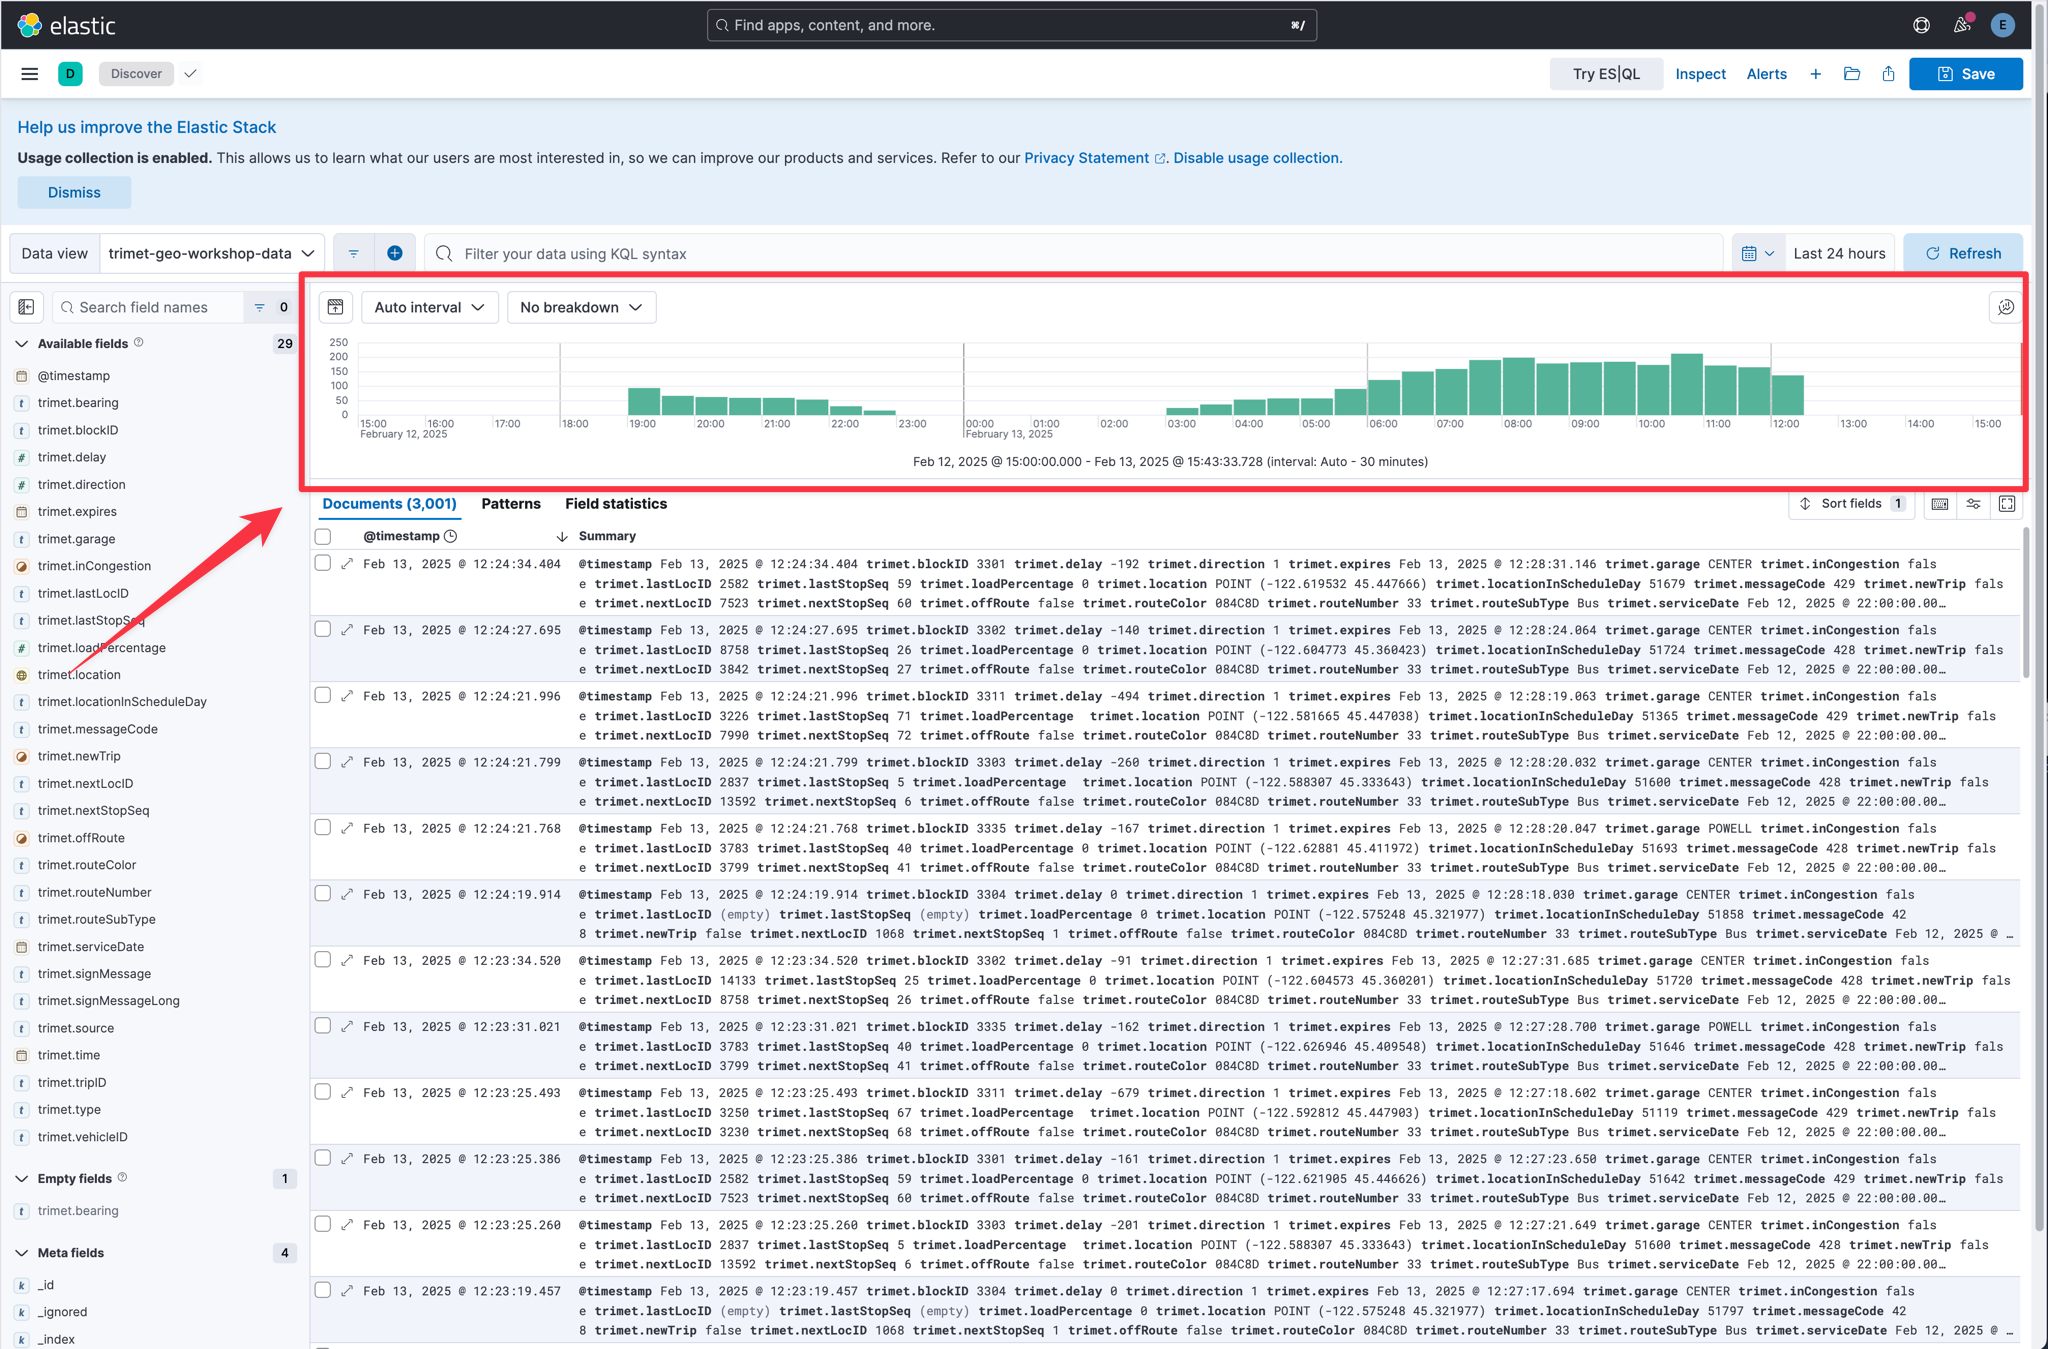 elastic
Find apps, content, and more.
⌘/
E
D
Discover
Try ES|QL
Inspect
Alerts
Save
Help us improve the Elastic Stack
Usage collection is enabled. This allows us to learn what our users are most interested in, so we can improve our products and services. Refer to our Privacy Statement. Disable usage collection.
Dismiss
Data view
trimet-geo-workshop-data
Filter your data using KQL syntax
Last 24 hours
Refresh
Search field names
0
Auto interval
No breakdown
Available fields
29
@timestamp
trimet.bearing
trimet.blockID
trimet.delay
trimet.direction
trimet.expires
trimet.garage
trimet.inCongestion
trimet.lastLocID
trimet.lastStopSeq
trimet.loadPercentage
trimet.location
trimet.locationInScheduleDay
trimet.messageCode
trimet.newTrip
trimet.nextLocID
trimet.nextStopSeq
trimet.offRoute
trimet.routeColor
trimet.routeNumber
trimet.routeSubType
trimet.serviceDate
trimet.signMessage
trimet.signMessageLong
trimet.source
trimet.time
trimet.tripID
trimet.type
trimet.vehicleID
Empty fields
1
trimet.bearing
Meta fields
4
_id
_ignored
_index
250
200
150
100
50
0
15:00 16:00 17:00 18:00 19:00 20:00 21:00 22:00 23:00 00:00 01:00 02:00 03:00 04:00 05:00 06:00 07:00 08:00 09:00 10:00 11:00 12:00 13:00 14:00 15:00
February 12, 2025 February 13, 2025
Feb 12, 2025 @ 15:00:00.000 - Feb 13, 2025 @ 15:43:33.728 (interval: Auto - 30 minutes)
Documents (3,001)
Patterns
Field statistics
Sort fields 1
@timestamp
Summary
Feb 13, 2025 @ 12:24:34.404 @timestamp Feb 13, 2025 @ 12:24:34.404 trimet.blockID 3301 trimet.delay -192 trimet.direction 1 trimet.expires Feb 13, 2025 @ 12:28:31.146 trimet.garage CENTER trimet.inCongestion fals
e trimet.lastLocID 2582 trimet.lastStopSeq 59 trimet.loadPercentage 0 trimet.location POINT (-122.619532 45.447666) trimet.locationInScheduleDay 51679 trimet.messageCode 429 trimet.newTrip fals
e trimet.nextLocID 7523 trimet.nextStopSeq 60 trimet.offRoute false trimet.routeColor 084C8D trimet.routeNumber 33 trimet.routeSubType Bus trimet.serviceDate Feb 12, 2025 @ 22:00:00.00…
Feb 13, 2025 @ 12:24:27.695 @timestamp Feb 13, 2025 @ 12:24:27.695 trimet.blockID 3302 trimet.delay -140 trimet.direction 1 trimet.expires Feb 13, 2025 @ 12:28:24.064 trimet.garage CENTER trimet.inCongestion fals
e trimet.lastLocID 8758 trimet.lastStopSeq 26 trimet.loadPercentage 0 trimet.location POINT (-122.604773 45.360423) trimet.locationInScheduleDay 51724 trimet.messageCode 428 trimet.newTrip fals
e trimet.nextLocID 3842 trimet.nextStopSeq 27 trimet.offRoute false trimet.routeColor 084C8D trimet.routeNumber 33 trimet.routeSubType Bus trimet.serviceDate Feb 12, 2025 @ 22:00:00.00…
Feb 13, 2025 @ 12:24:21.996 @timestamp Feb 13, 2025 @ 12:24:21.996 trimet.blockID 3311 trimet.delay -494 trimet.direction 1 trimet.expires Feb 13, 2025 @ 12:28:19.063 trimet.garage CENTER trimet.inCongestion fals
e trimet.lastLocID 3226 trimet.lastStopSeq 71 trimet.loadPercentage trimet.location POINT (-122.581665 45.447038) trimet.locationInScheduleDay 51365 trimet.messageCode 429 trimet.newTrip fals
e trimet.nextLocID 7990 trimet.nextStopSeq 72 trimet.offRoute false trimet.routeColor 084C8D trimet.routeNumber 33 trimet.routeSubType Bus trimet.serviceDate Feb 12, 2025 @ 22:00:00.00…
Feb 13, 2025 @ 12:24:21.799 @timestamp Feb 13, 2025 @ 12:24:21.799 trimet.blockID 3303 trimet.delay -260 trimet.direction 1 trimet.expires Feb 13, 2025 @ 12:28:20.032 trimet.garage CENTER trimet.inCongestion fals
e trimet.lastLocID 2837 trimet.lastStopSeq 5 trimet.loadPercentage trimet.location POINT (-122.588307 45.333643) trimet.locationInScheduleDay 51600 trimet.messageCode 428 trimet.newTrip fals
e trimet.nextLocID 13592 trimet.nextStopSeq 6 trimet.offRoute false trimet.routeColor 084C8D trimet.routeNumber 33 trimet.routeSubType Bus trimet.serviceDate Feb 12, 2025 @ 22:00:00.00…
Feb 13, 2025 @ 12:24:21.768 @timestamp Feb 13, 2025 @ 12:24:21.768 trimet.blockID 3335 trimet.delay -167 trimet.direction 1 trimet.expires Feb 13, 2025 @ 12:28:20.047 trimet.garage POWELL trimet.inCongestion fals
e trimet.lastLocID 3783 trimet.lastStopSeq 40 trimet.loadPercentage 0 trimet.location POINT (-122.62881 45.411972) trimet.locationInScheduleDay 51693 trimet.messageCode 428 trimet.newTrip fals
e trimet.nextLocID 3799 trimet.nextStopSeq 41 trimet.offRoute false trimet.routeColor 084C8D trimet.routeNumber 33 trimet.routeSubType Bus trimet.serviceDate Feb 12, 2025 @ 22:00:00.00…
Feb 13, 2025 @ 12:24:19.914 @timestamp Feb 13, 2025 @ 12:24:19.914 trimet.blockID 3304 trimet.delay 0 trimet.direction 1 trimet.expires Feb 13, 2025 @ 12:28:18.030 trimet.garage CENTER trimet.inCongestion fals
e trimet.lastLocID (empty) trimet.lastStopSeq (empty) trimet.loadPercentage 0 trimet.location POINT (-122.575248 45.321977) trimet.locationInScheduleDay 51858 trimet.messageCode 42
8 trimet.newTrip false trimet.nextLocID 1068 trimet.nextStopSeq 1 trimet.offRoute false trimet.routeColor 084C8D trimet.routeNumber 33 trimet.routeSubType Bus trimet.serviceDate Feb 12, 2025 @ …
Feb 13, 2025 @ 12:23:34.520 @timestamp Feb 13, 2025 @ 12:23:34.520 trimet.blockID 3302 trimet.delay -91 trimet.direction 1 trimet.expires Feb 13, 2025 @ 12:27:31.685 trimet.garage CENTER trimet.inCongestion fals
e trimet.lastLocID 14133 trimet.lastStopSeq 25 trimet.loadPercentage 0 trimet.location POINT (-122.604573 45.360201) trimet.locationInScheduleDay 51720 trimet.messageCode 428 trimet.newTrip fals
e trimet.nextLocID 8758 trimet.nextStopSeq 26 trimet.offRoute false trimet.routeColor 084C8D trimet.routeNumber 33 trimet.routeSubType Bus trimet.serviceDate Feb 12, 2025 @ 22:00:00.00…
Feb 13, 2025 @ 12:23:31.021 @timestamp Feb 13, 2025 @ 12:23:31.021 trimet.blockID 3335 trimet.delay -162 trimet.direction 1 trimet.expires Feb 13, 2025 @ 12:27:28.700 trimet.garage POWELL trimet.inCongestion fals
e trimet.lastLocID 3783 trimet.lastStopSeq 40 trimet.loadPercentage 0 trimet.location POINT (-122.626946 45.409548) trimet.locationInScheduleDay 51646 trimet.messageCode 428 trimet.newTrip fals
e trimet.nextLocID 3799 trimet.nextStopSeq 41 trimet.offRoute false trimet.routeColor 084C8D trimet.routeNumber 33 trimet.routeSubType Bus trimet.serviceDate Feb 12, 2025 @ 22:00:00.00…
Feb 13, 2025 @ 12:23:25.493 @timestamp Feb 13, 2025 @ 12:23:25.493 trimet.blockID 3311 trimet.delay -679 trimet.direction 1 trimet.expires Feb 13, 2025 @ 12:27:18.602 trimet.garage CENTER trimet.inCongestion fals
e trimet.lastLocID 3250 trimet.lastStopSeq 67 trimet.loadPercentage trimet.location POINT (-122.592812 45.447903) trimet.locationInScheduleDay 51119 trimet.messageCode 429 trimet.newTrip fals
e trimet.nextLocID 3230 trimet.nextStopSeq 68 trimet.offRoute false trimet.routeColor 084C8D trimet.routeNumber 33 trimet.routeSubType Bus trimet.serviceDate Feb 12, 2025 @ 22:00:00.00…
Feb 13, 2025 @ 12:23:25.386 @timestamp Feb 13, 2025 @ 12:23:25.386 trimet.blockID 3301 trimet.delay -161 trimet.direction 1 trimet.expires Feb 13, 2025 @ 12:27:23.650 trimet.garage CENTER trimet.inCongestion fals
e trimet.lastLocID 2582 trimet.lastStopSeq 59 trimet.loadPercentage 0 trimet.location POINT (-122.621905 45.446626) trimet.locationInScheduleDay 51642 trimet.messageCode 429 trimet.newTrip fals
e trimet.nextLocID 7523 trimet.nextStopSeq 60 trimet.offRoute false trimet.routeColor 084C8D trimet.routeNumber 33 trimet.routeSubType Bus trimet.serviceDate Feb 12, 2025 @ 22:00:00.00…
Feb 13, 2025 @ 12:23:25.260 @timestamp Feb 13, 2025 @ 12:23:25.260 trimet.blockID 3303 trimet.delay -201 trimet.direction 1 trimet.expires Feb 13, 2025 @ 12:27:21.649 trimet.garage CENTER trimet.inCongestion fals
e trimet.lastLocID 2837 trimet.lastStopSeq 5 trimet.loadPercentage trimet.location POINT (-122.588307 45.333643) trimet.locationInScheduleDay 51600 trimet.messageCode 428 trimet.newTrip fals
e trimet.nextLocID 13592 trimet.nextStopSeq 6 trimet.offRoute false trimet.routeColor 084C8D trimet.routeNumber 33 trimet.routeSubType Bus trimet.serviceDate Feb 12, 2025 @ 22:00:00.00…
Feb 13, 2025 @ 12:23:19.457 @timestamp Feb 13, 2025 @ 12:23:19.457 trimet.blockID 3304 trimet.delay 0 trimet.direction 1 trimet.expires Feb 13, 2025 @ 12:27:17.694 trimet.garage CENTER trimet.inCongestion fals
e trimet.lastLocID (empty) trimet.lastStopSeq (empty) trimet.loadPercentage 0 trimet.location POINT (-122.575248 45.321977) trimet.locationInScheduleDay 51797 trimet.messageCode 42
8 trimet.newTrip false trimet.nextLocID 1068 trimet.nextStopSeq 1 trimet.offRoute false trimet.routeColor 084C8D trimet.routeNumber 33 trimet.routeSubType Bus trimet.serviceDate Feb 12, 2025 @ …